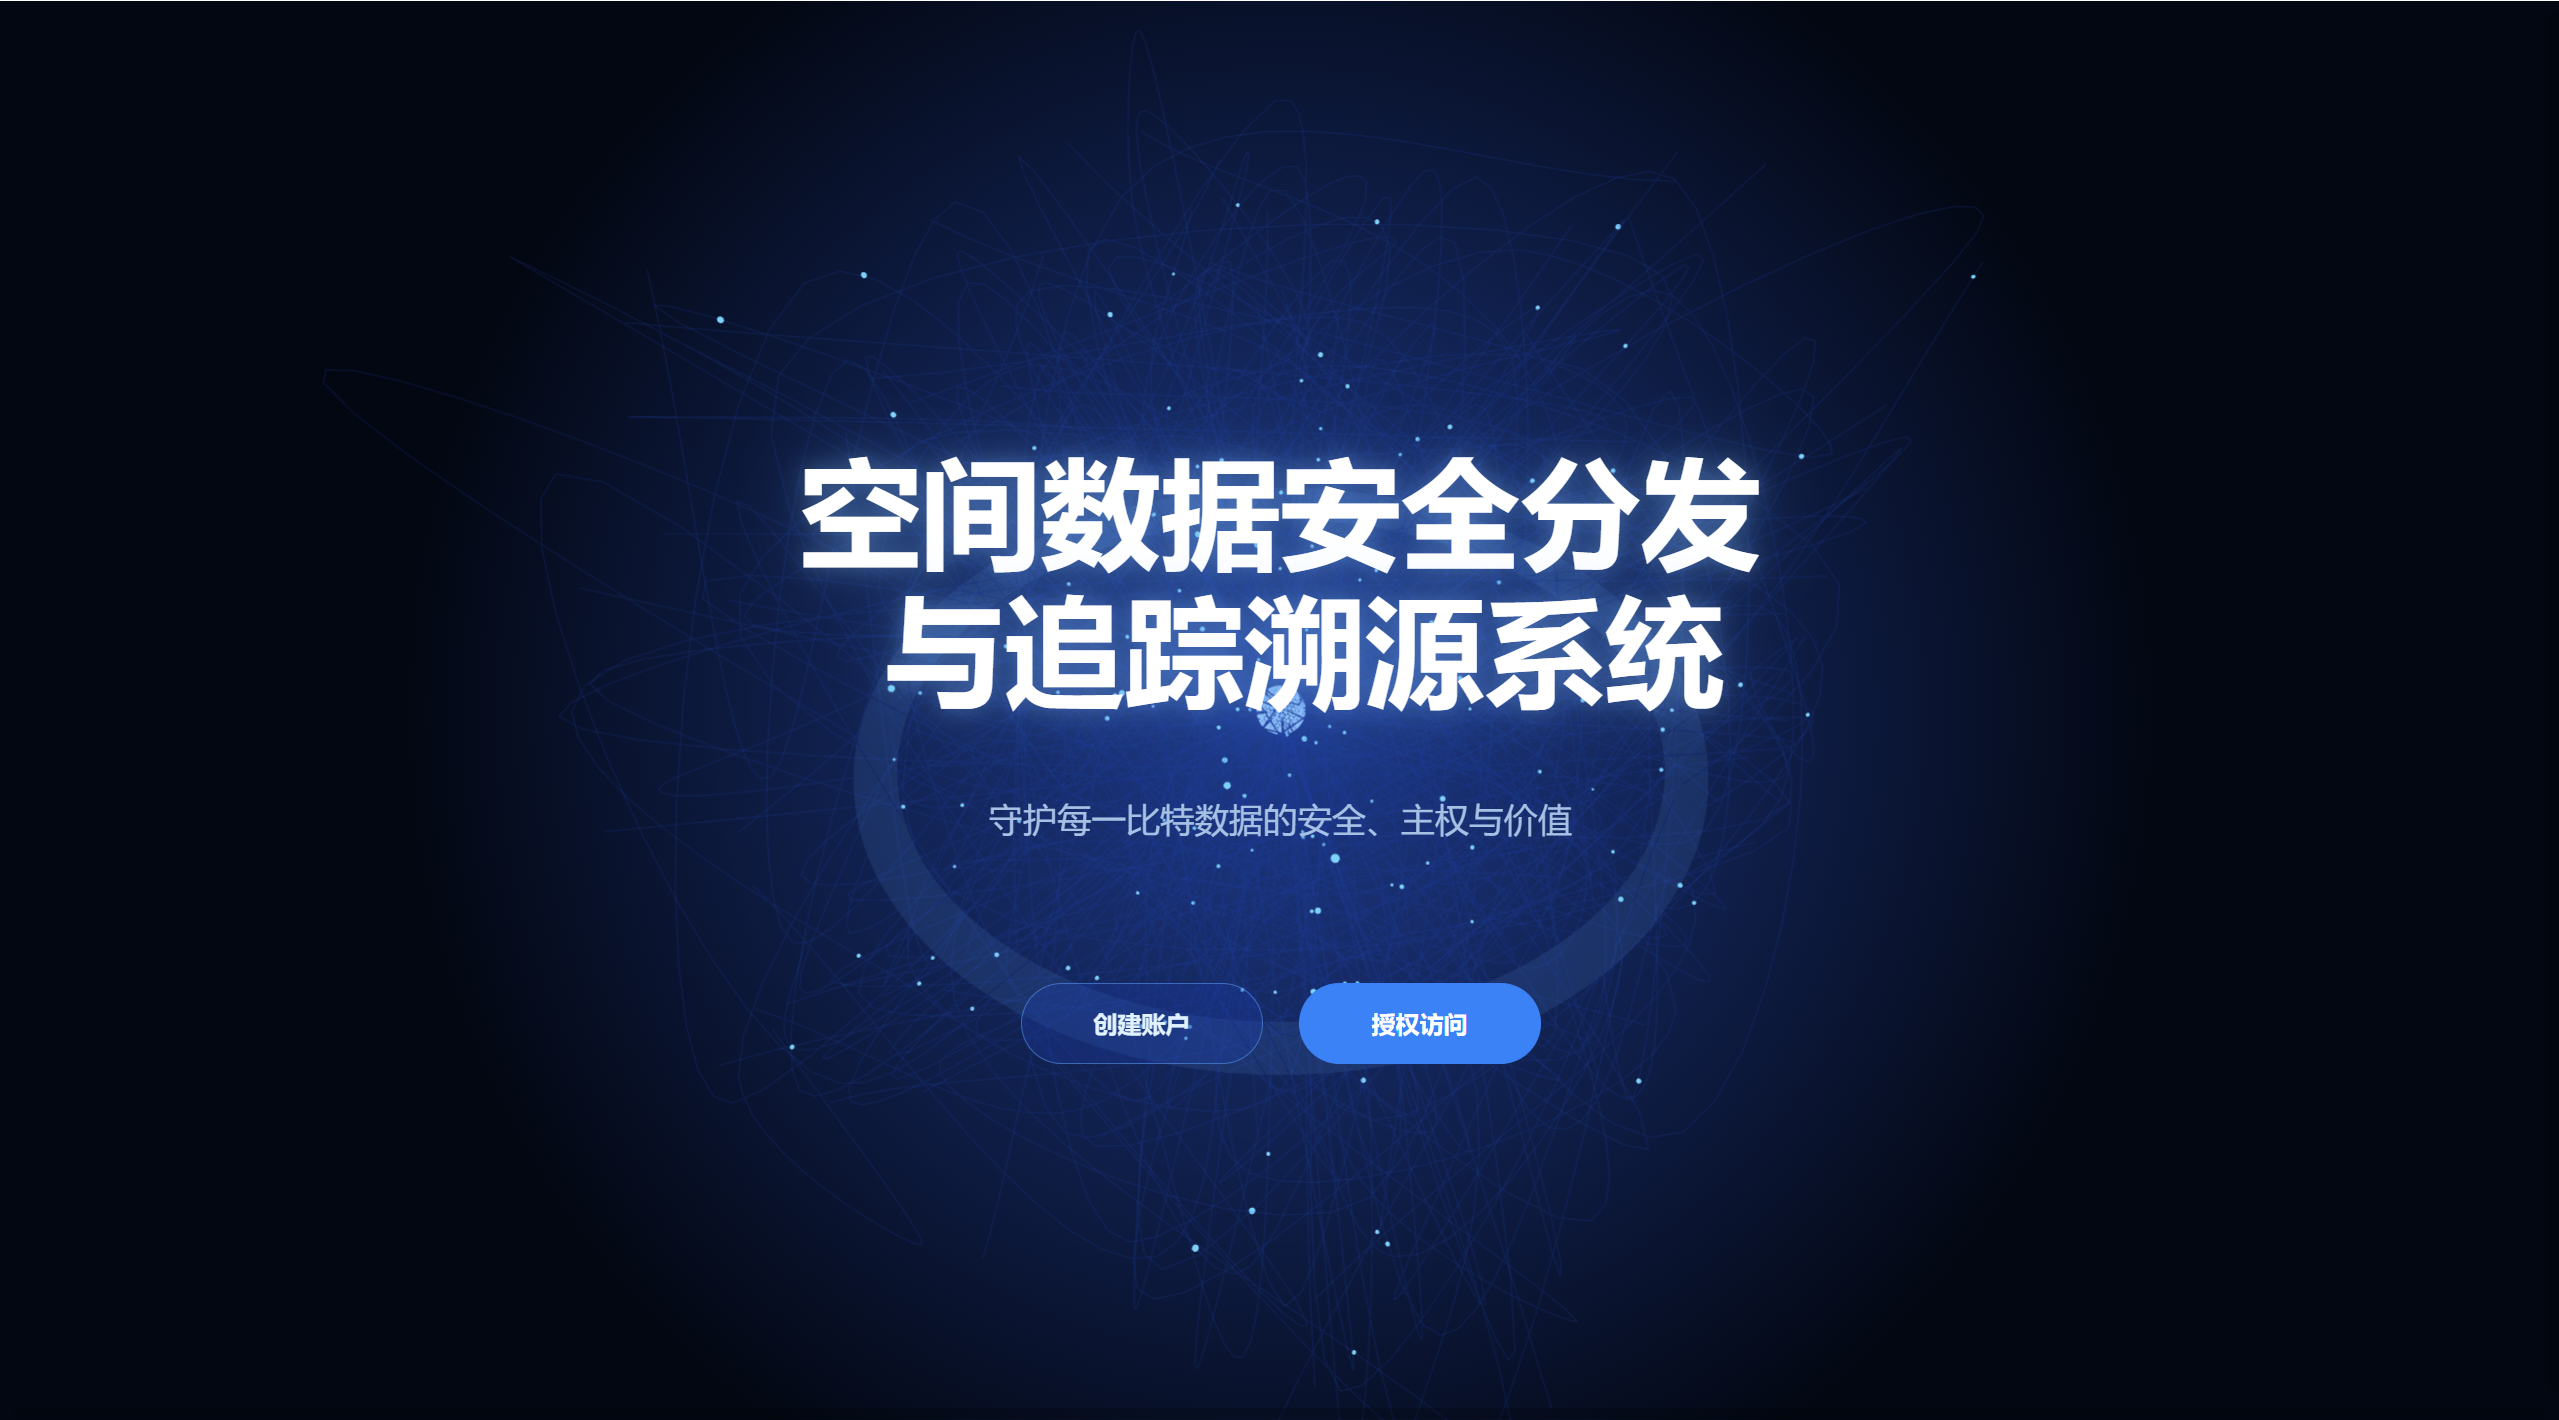 空间数据安全分发
与追踪溯源系统
守护每一比特数据的安全、主权与价值
创建账户
授权访问